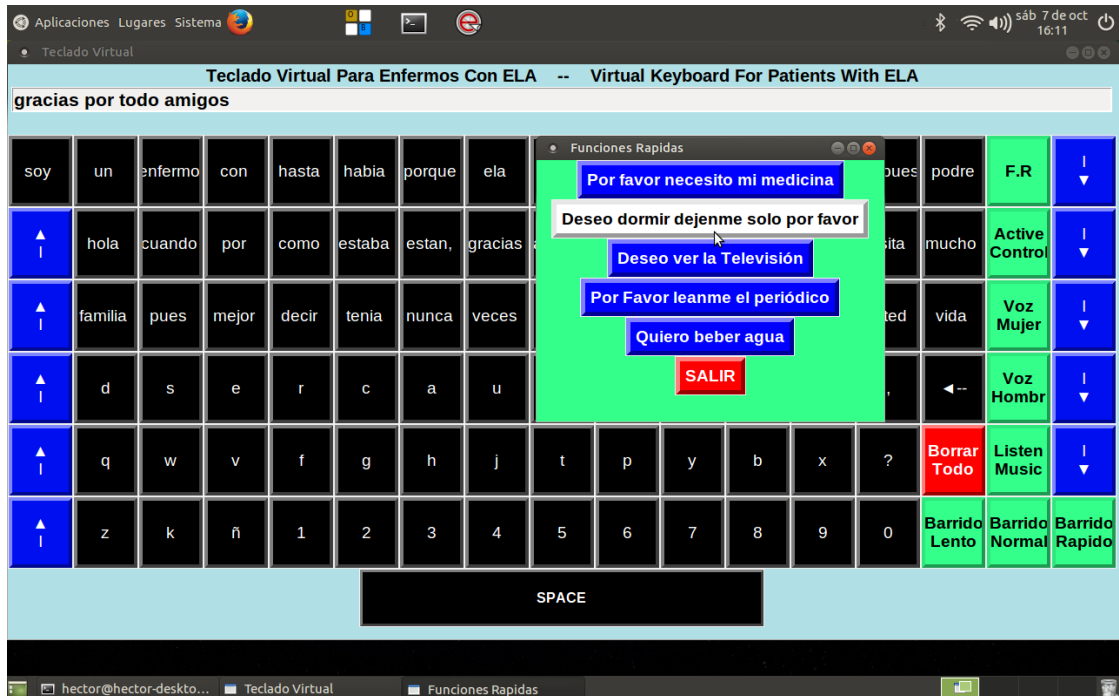 Aplicaciones Lugares Sistema
sáb 7 de oct
16:11
Teclado Virtual
Teclado Virtual Para Enfermos Con ELA -- Virtual Keyboard For Patients With ELA
gracias por todo amigos
Funciones Rapidas
Por favor necesito mi medicina
Deseo dormir dejenme solo por favor
Deseo ver la Televisión
Por Favor leanme el periódico
Quiero beber agua
SALIR
soy un enfermo con hasta habia porque ela podre F.R
hola cuando por como estaba estan, gracias mucho Active Control
familia pues mejor decir tenia nunca veces vida Voz Mujer
d s e r c a u , ◄-- Voz Hombr
q w v f g h j t p y b x ? Borrar Todo Listen Music
z k ñ 1 2 3 4 5 6 7 8 9 0 Barrido Lento Barrido Normal Barrido Rapido
SPACE
hector@hector-deskto... Teclado Virtual Funciones Rapidas